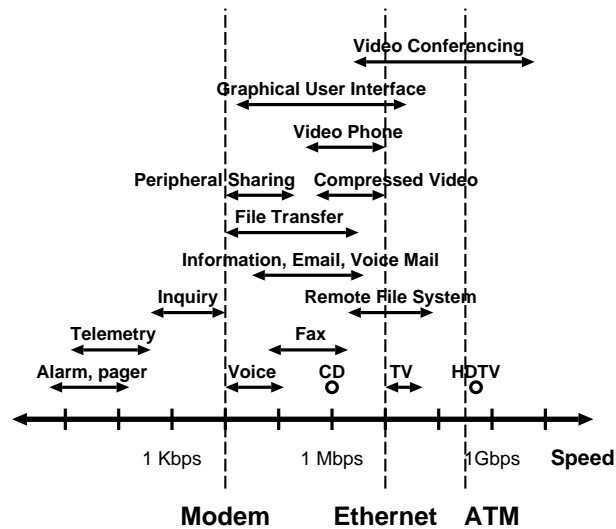 Video Conferencing
Graphical User Interface
Video Phone
Peripheral Sharing Compressed Video
File Transfer
Information, Email, Voice Mail
Inquiry Remote File System
Telemetry Fax
Alarm, pager Voice CD TV HDTV
1 Kbps 1 Mbps 1Gbps Speed
Modem Ethernet ATM